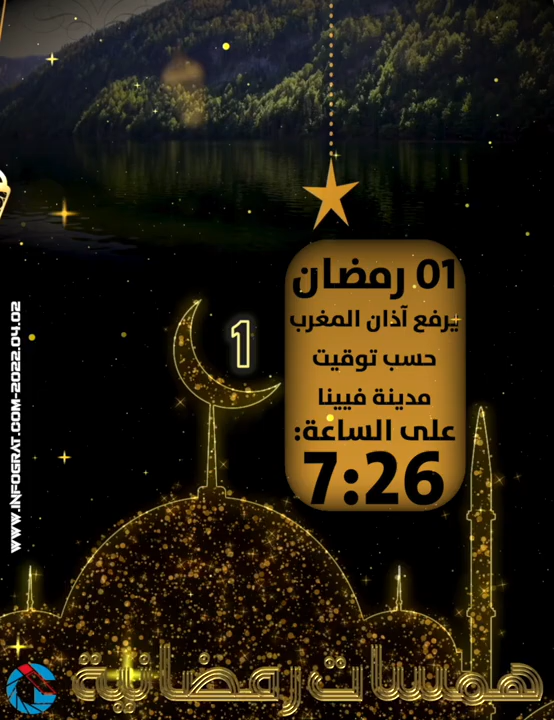 01 رمضان
يرفع آذان المغرب
حسب توقيت
مدينة فيينا
على الساعة:
7:26
1
WWW.INFOGRAT.COM-2022.04.02
همسات رمضانية